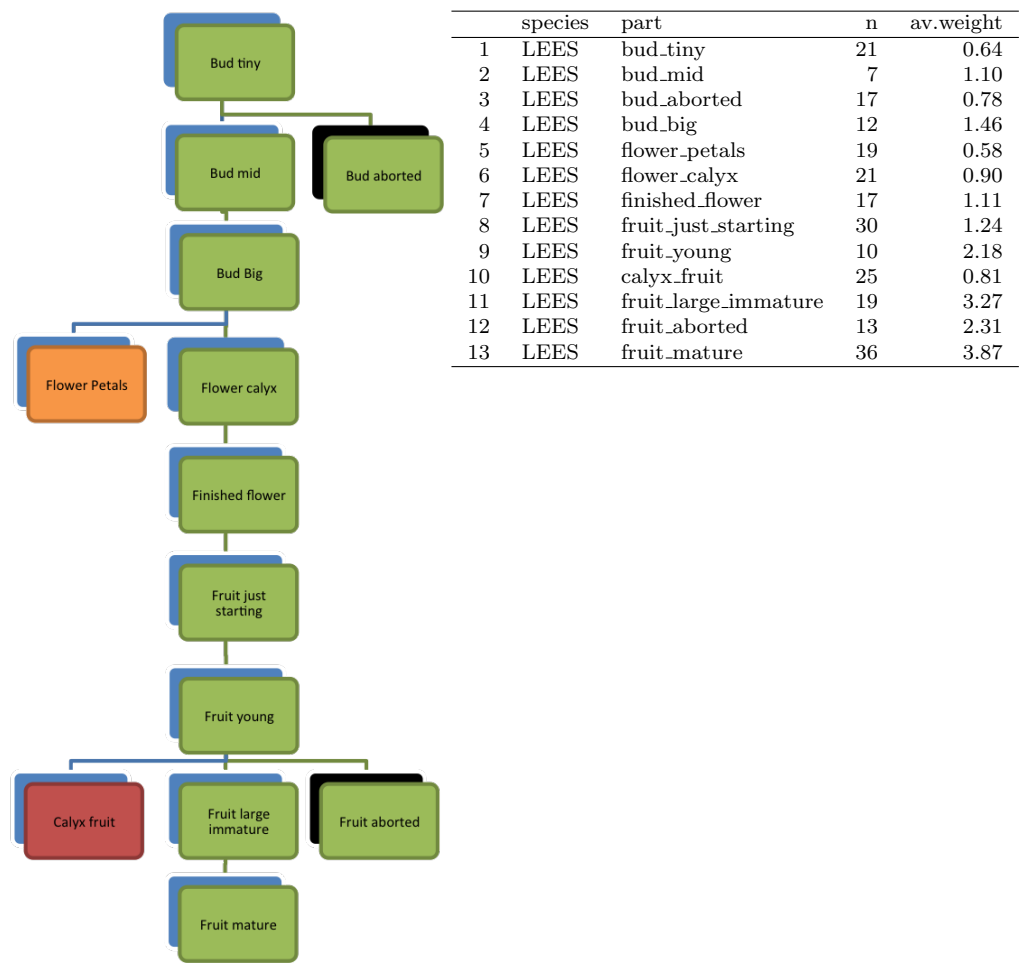 Bud tiny
Bud mid
Bud aborted
Bud Big
Flower Petals
Flower calyx
Finished flower
Fruit just
starting
Fruit young
Calyx fruit
Fruit large
immature
Fruit aborted
Fruit mature
species part n av.weight
1 LEES bud_tiny 21 0.64
2 LEES bud_mid 7 1.10
3 LEES bud_aborted 17 0.78
4 LEES bud_big 12 1.46
5 LEES flower_petals 19 0.58
6 LEES flower_calyx 21 0.90
7 LEES finished_flower 17 1.11
8 LEES fruit_just_starting 30 1.24
9 LEES fruit_young 10 2.18
10 LEES calyx_fruit 25 0.81
11 LEES fruit_large_immature 19 3.27
12 LEES fruit_aborted 13 2.31
13 LEES fruit_mature 36 3.87